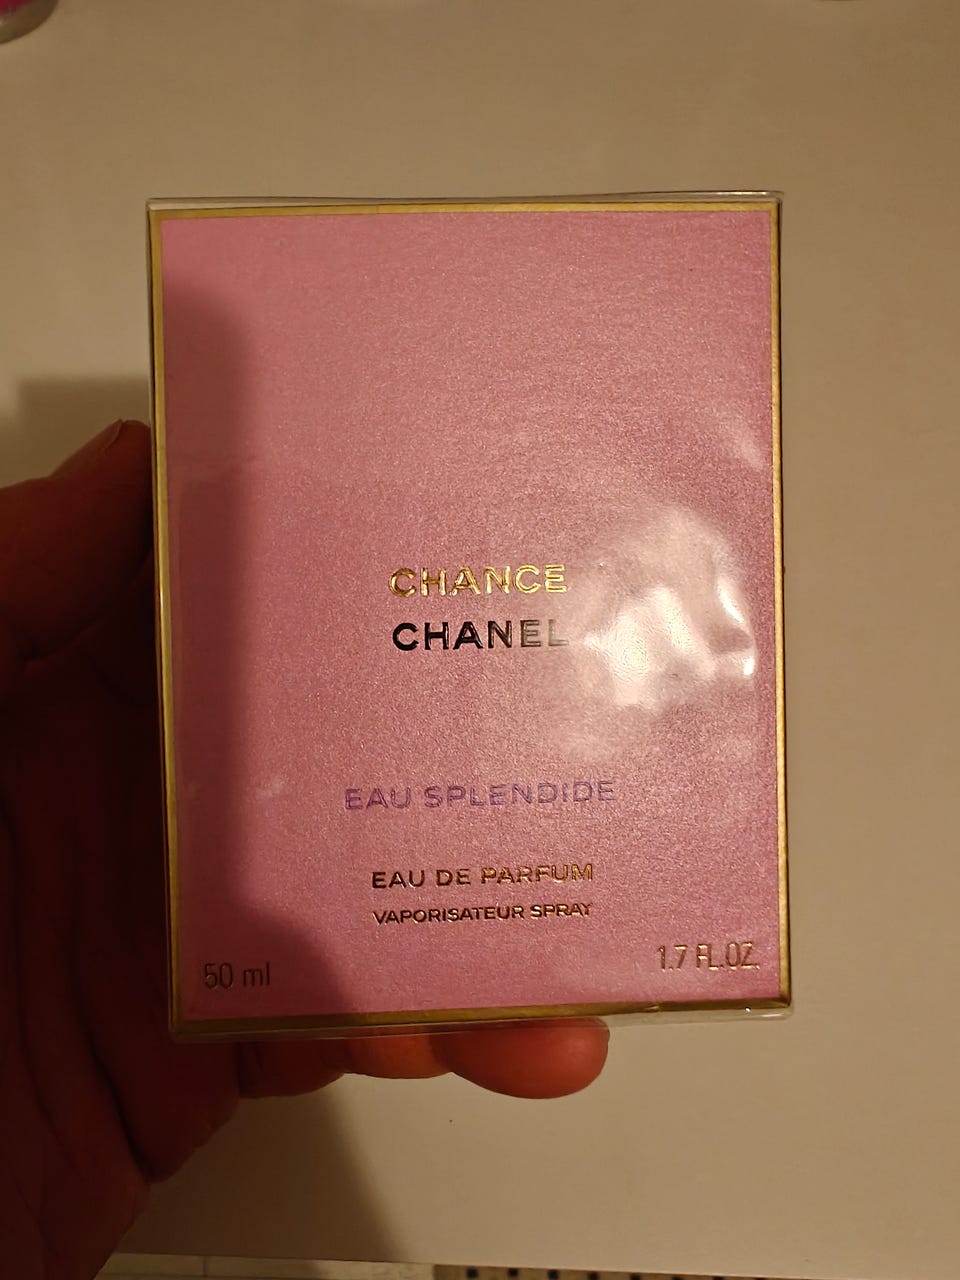 CHANCE
CHANEL
EAU SPLENDIDE
EAU DE PARFUM
VAPORISATEUR SPRAY
50 ml
1.7 FL.OZ.